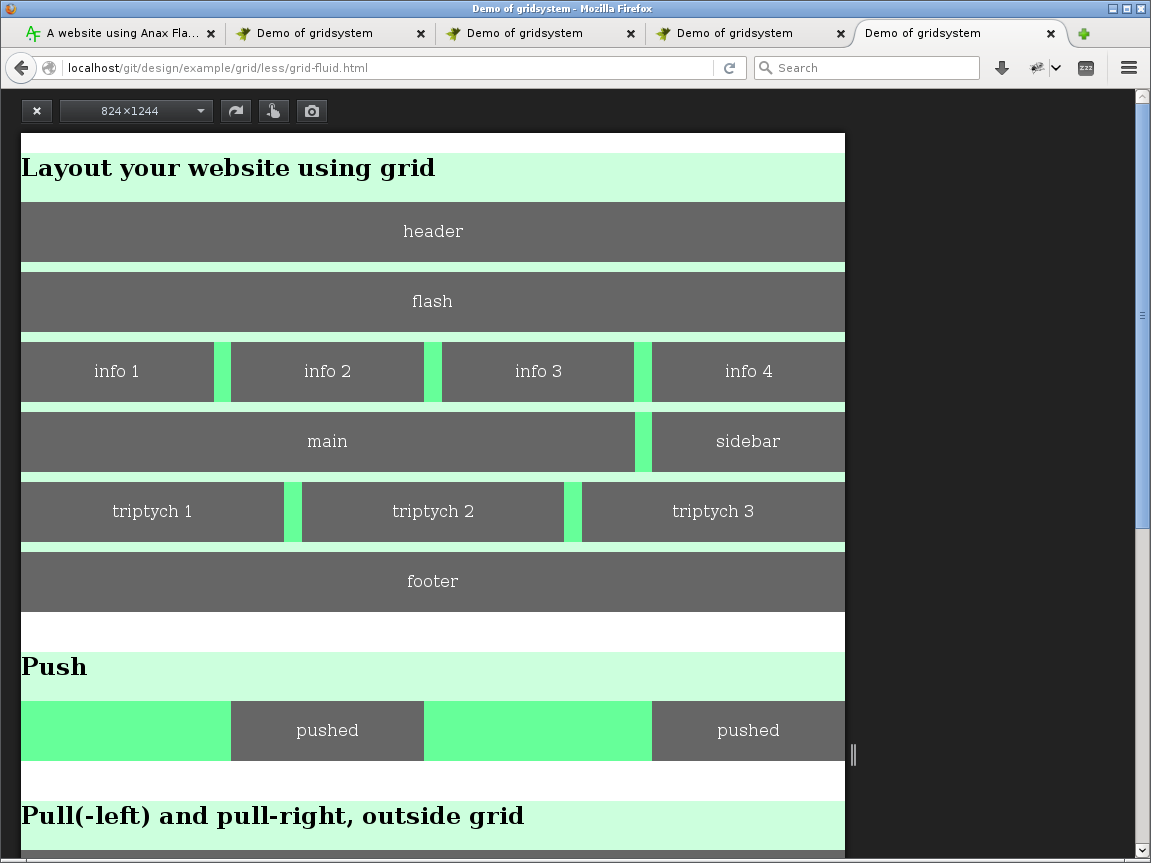 Demo of gridsystem - Mozilla Firefox
A website using Anax Fla...
Demo of gridsystem
Demo of gridsystem
Demo of gridsystem
Demo of gridsystem
localhost/git/design/example/grid/less/grid-fluid.html
Search
zzz
824×1244
Layout your website using grid
header
flash
info 1
info 2
info 3
info 4
main
sidebar
triptych 1
triptych 2
triptych 3
footer
Push
pushed
pushed
Pull(-left) and pull-right, outside grid